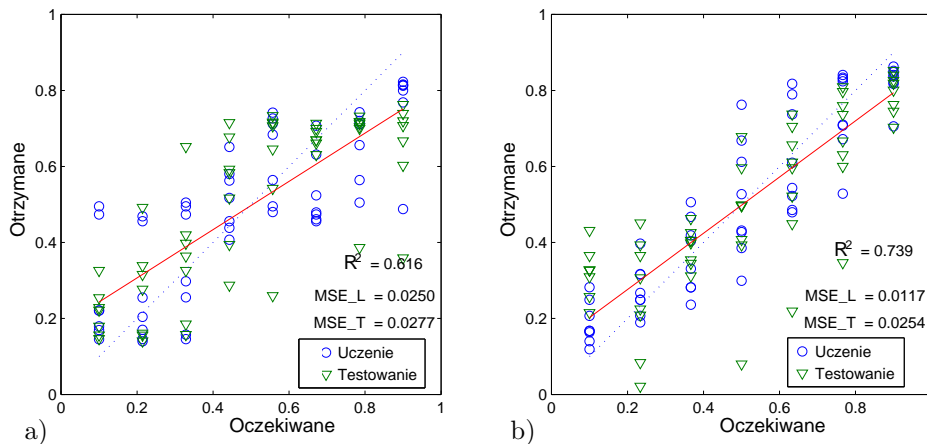 1
0.8
0.6
0.4
0.2
0
Otrzymane
R² = 0.616
MSE_L = 0.0250
MSE_T = 0.0277
Uczenie
Testowanie
0 0.2 0.4 0.6 0.8 1
Oczekiwane
a)
1
0.8
0.6
0.4
0.2
0
Otrzymane
R² = 0.739
MSE_L = 0.0117
MSE_T = 0.0254
Uczenie
Testowanie
0 0.2 0.4 0.6 0.8
Oczekiwane
b)